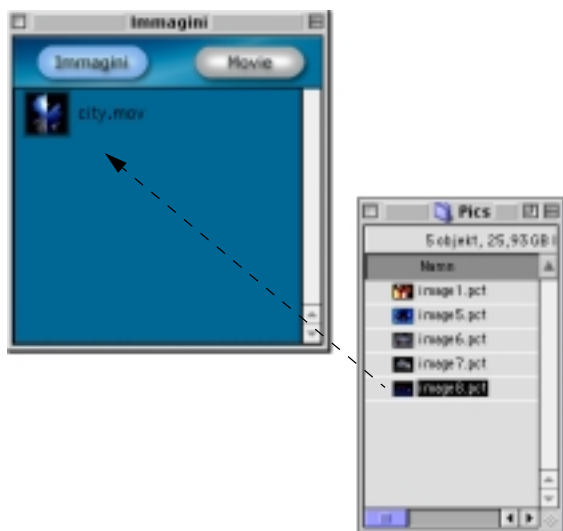 Immagini
Immagini Movie
city.mov
Pics
5 objekt, 25,93 GB l
Name
image1.pct
image5.pct
image6.pct
image7.pct
image8.pct